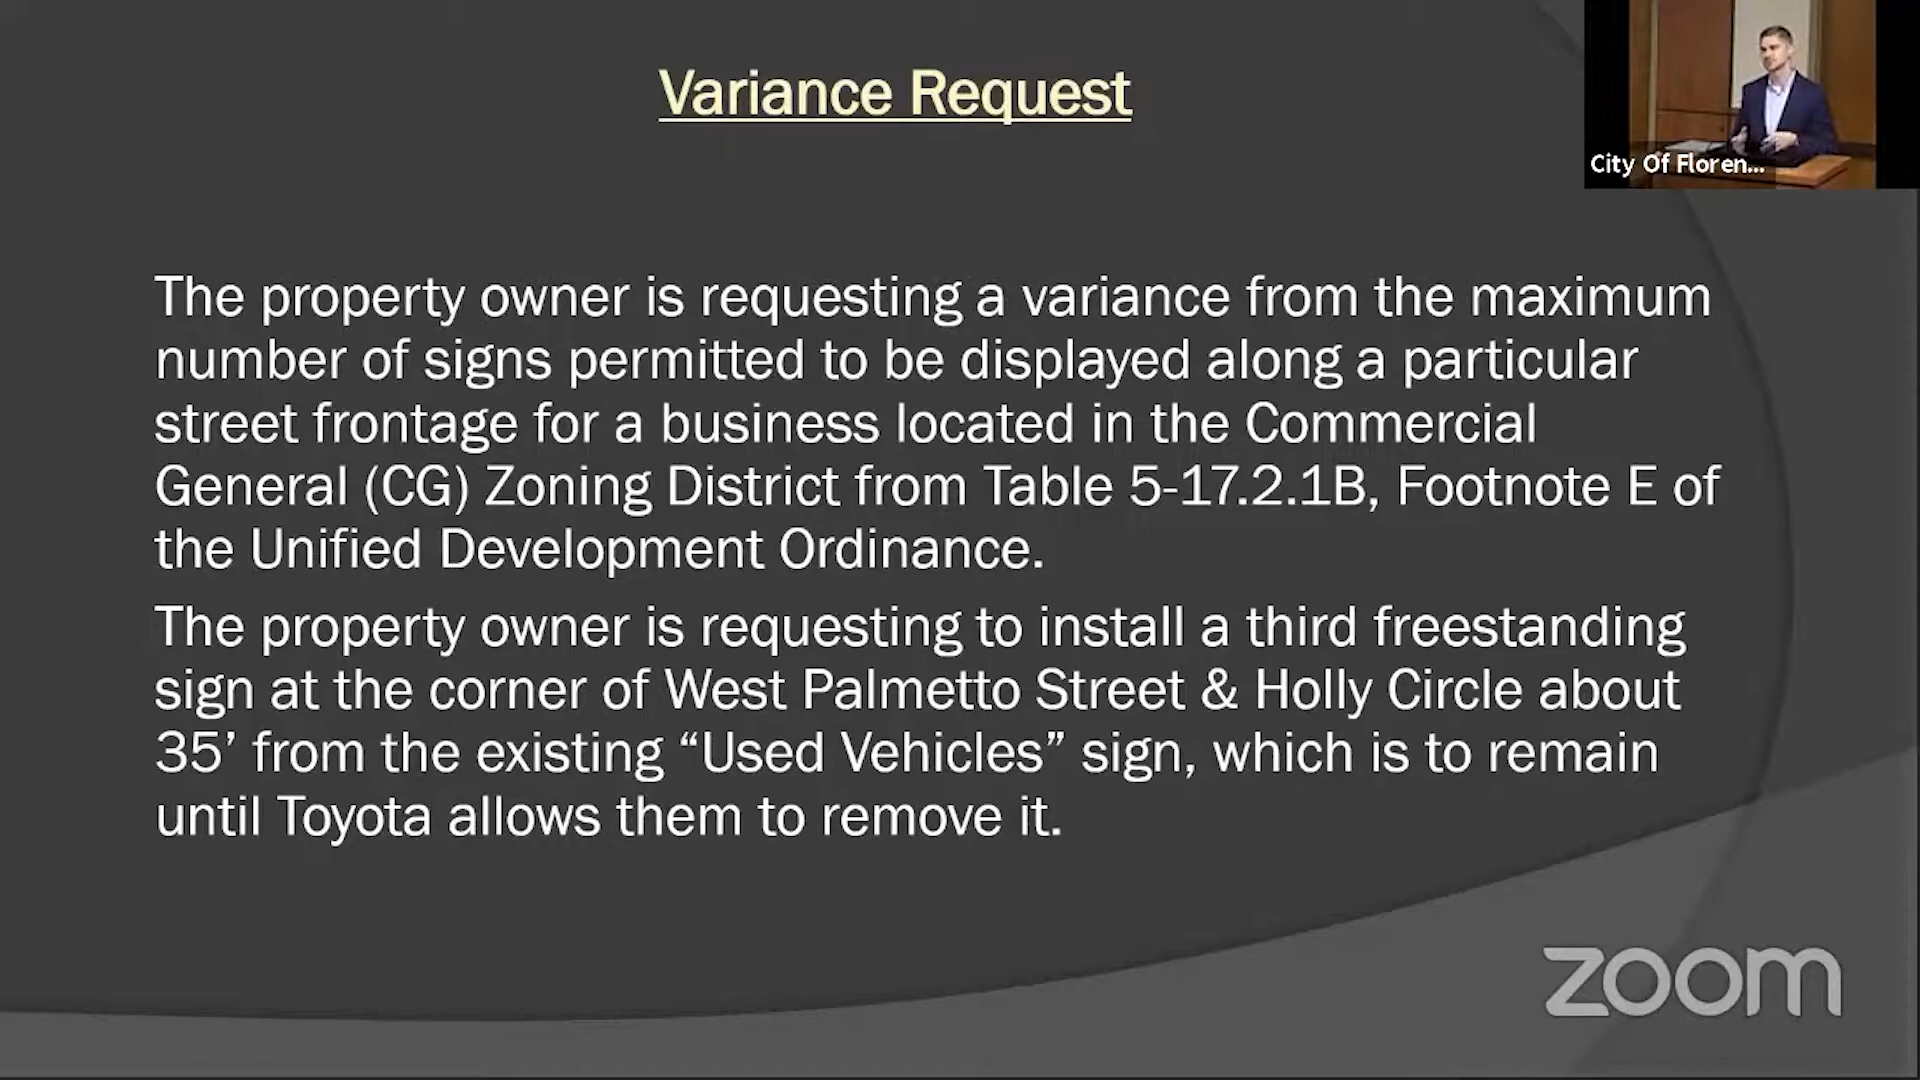 Variance Request
City Of Floren...
The property owner is requesting a variance from the maximum
number of signs permitted to be displayed along a particular
street frontage for a business located in the Commercial
General (CG) Zoning District from Table 5-17.2.1B, Footnote E of
the Unified Development Ordinance.
The property owner is requesting to install a third freestanding
sign at the corner of West Palmetto Street & Holly Circle about
35’ from the existing “Used Vehicles” sign, which is to remain
until Toyota allows them to remove it.
zoom